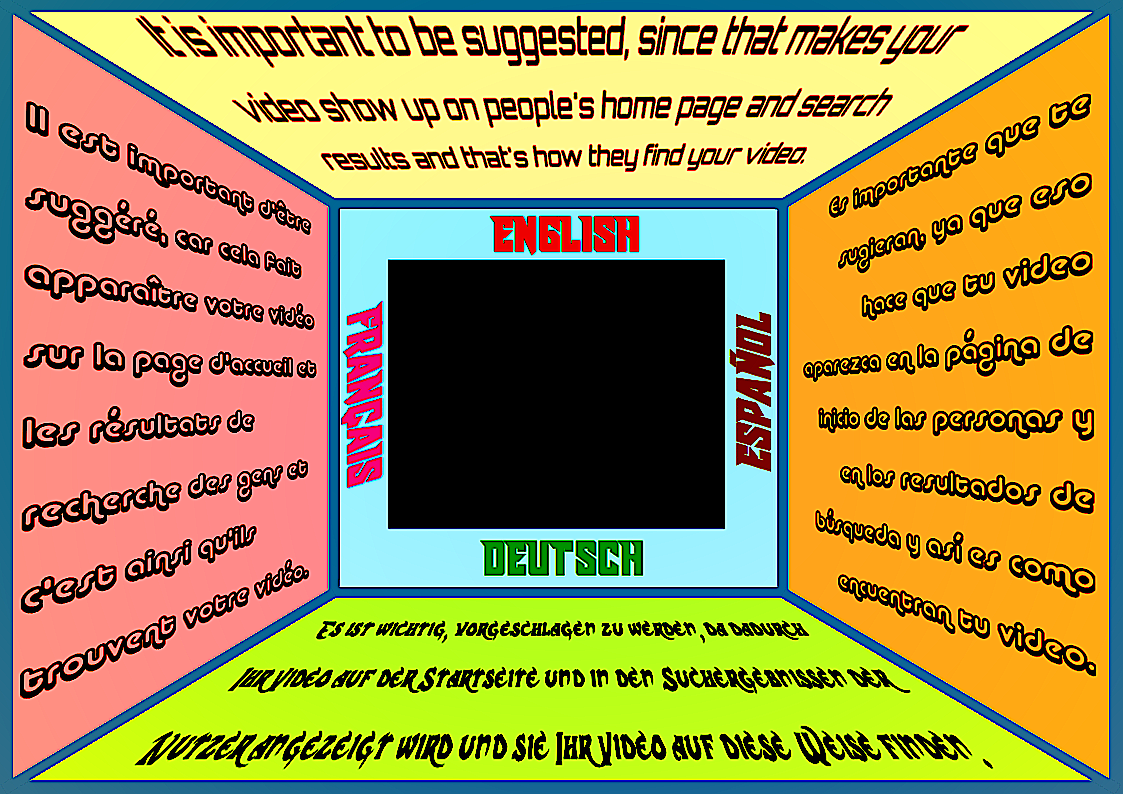 It is important to be suggested, since that makes your
video show up on people's home page and search
results and that's how they find your video.
Il est important d'être
suggéré, car cela fait
apparaître votre vidéo
sur la page d'accueil et
les résultats de
recherche des gens et
c'est ainsi qu'ils
trouvent votre vidéo.
ENGLISH
FRANÇAIS
ESPAÑOL
DEUTSCH
Es importante que te
sugieran, ya que eso
hace que tu video
aparezca en la página de
inicio de las personas y
en los resultados de
búsqueda y así es como
encuentran tu video.
Es ist wichtig, vorgeschlagen zu werden, da dadurch
Ihr Video auf der Startseite und in den Suchergebnissen der
Nutzer angezeigt wird und sie Ihr Video auf diese Weise finden.